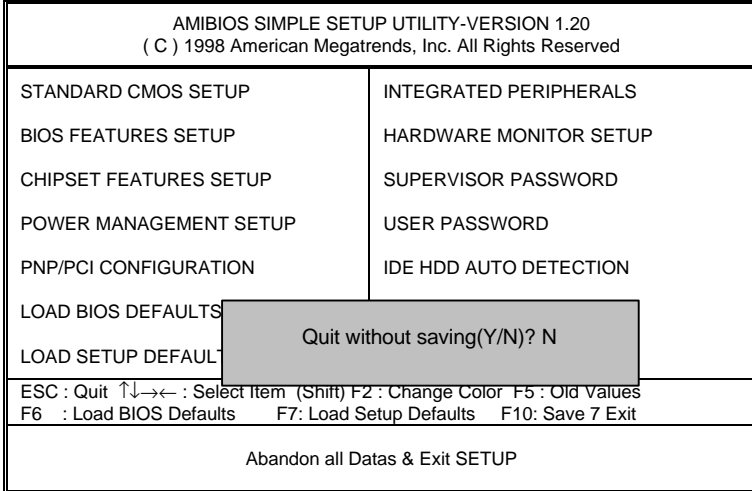 AMIBIOS SIMPLE SETUP UTILITY-VERSION 1.20
( C ) 1998 American Megatrends, Inc. All Rights Reserved
STANDARD CMOS SETUP
BIOS FEATURES SETUP
CHIPSET FEATURES SETUP
POWER MANAGEMENT SETUP
PNP/PCI CONFIGURATION
LOAD BIOS DEFAULTS
LOAD SETUP DEFAULT
INTEGRATED PERIPHERALS
HARDWARE MONITOR SETUP
SUPERVISOR PASSWORD
USER PASSWORD
IDE HDD AUTO DETECTION
Quit without saving(Y/N)? N
ESC : Quit ↑↓→← : Select Item (Shift) F2 : Change Color F5 : Old Values
F6 : Load BIOS Defaults F7: Load Setup Defaults F10: Save 7 Exit
Abandon all Datas & Exit SETUP